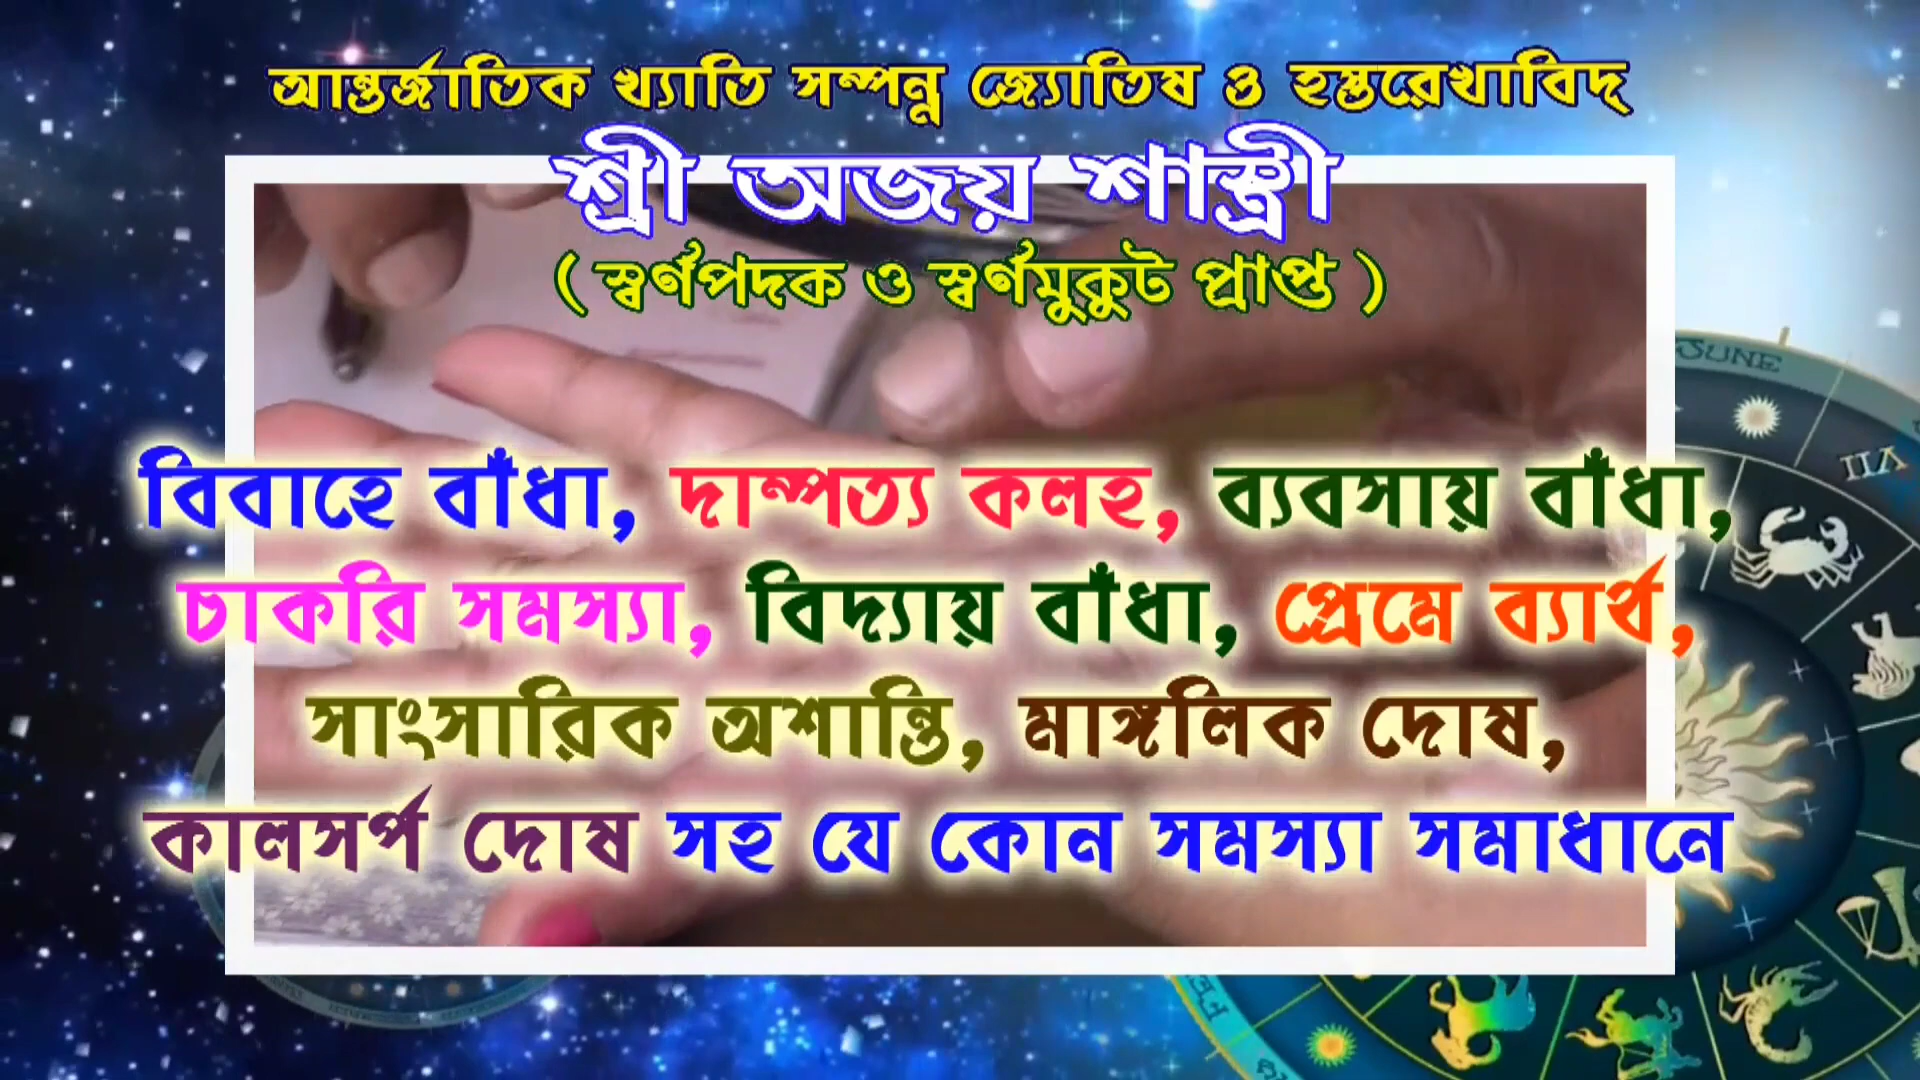 আন্তর্জাতিক খ্যাতি সম্পন্ন জ্যোতিষ ও হস্তরেখাবিদ্
শ্রী অজয় শাস্ত্রী
( স্বর্ণপদক ও স্বর্ণমুকুট প্রাপ্ত )
বিবাহে বাঁধা, দাম্পত্য কলহ, ব্যবসায় বাঁধা,
চাকরি সমস্যা, বিদ্যায় বাঁধা, প্রেমে ব্যার্থ,
সাংসারিক অশান্তি, মাঙ্গলিক দোষ,
কালসর্প দোষ সহ যে কোন সমস্যা সমাধানে
JUNE